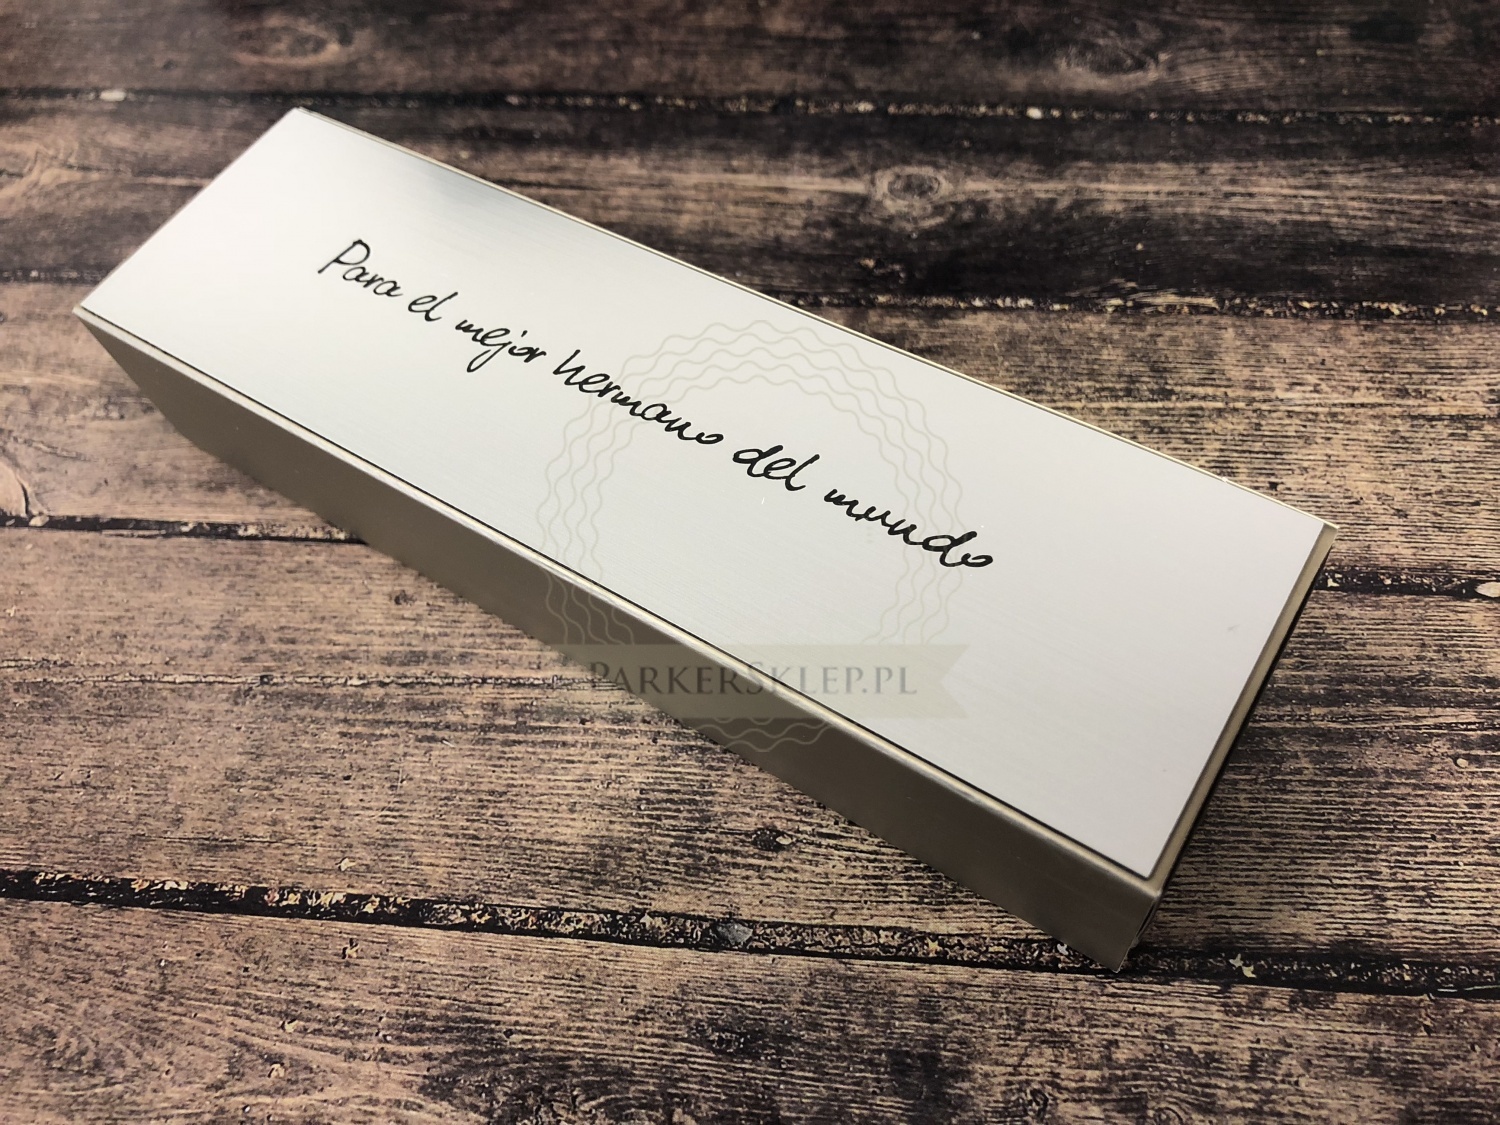 Para el mejor hermano del mundo
PARKERSKLEP.PL